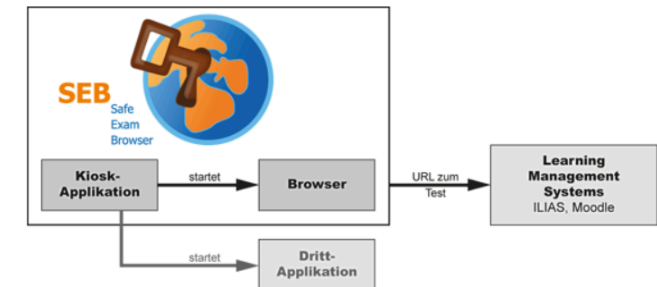 SEB
Safe
Exam
Browser
Kiosk-
Applikation
startet
Browser
URL zum
Test
Learning
Management
Systems
ILIAS, Moodle
startet
Dritt-
Applikation